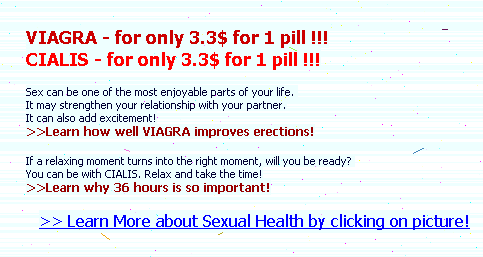 VIAGRA - for only 3.3$ for 1 pill !!!
CIALIS - for only 3.3$ for 1 pill !!!
Sex can be one of the most enjoyable parts of your life.
It may strengthen your relationship with your partner.
It can also add excitement!
>>Learn how well VIAGRA improves erections!
If a relaxing moment turns into the right moment, will you be ready?
You can be with CIALIS. Relax and take the time!
>>Learn why 36 hours is so important!
>> Learn More about Sexual Health by clicking on picture!